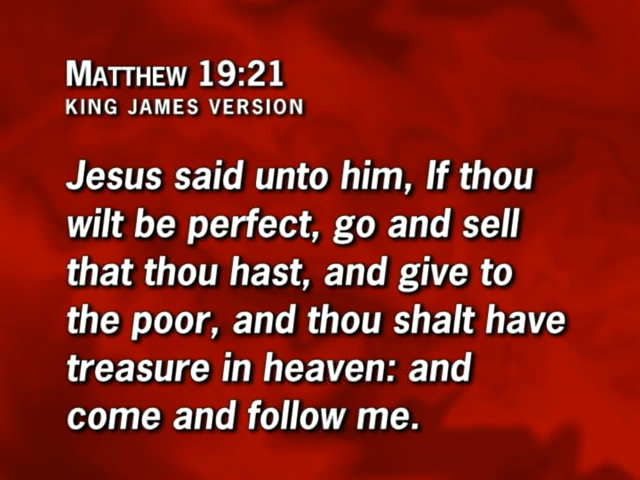 MATTHEW 19:21
KING JAMES VERSION
Jesus said unto him, If thou
wilt be perfect, go and sell
that thou hast, and give to
the poor, and thou shalt have
treasure in heaven: and
come and follow me.